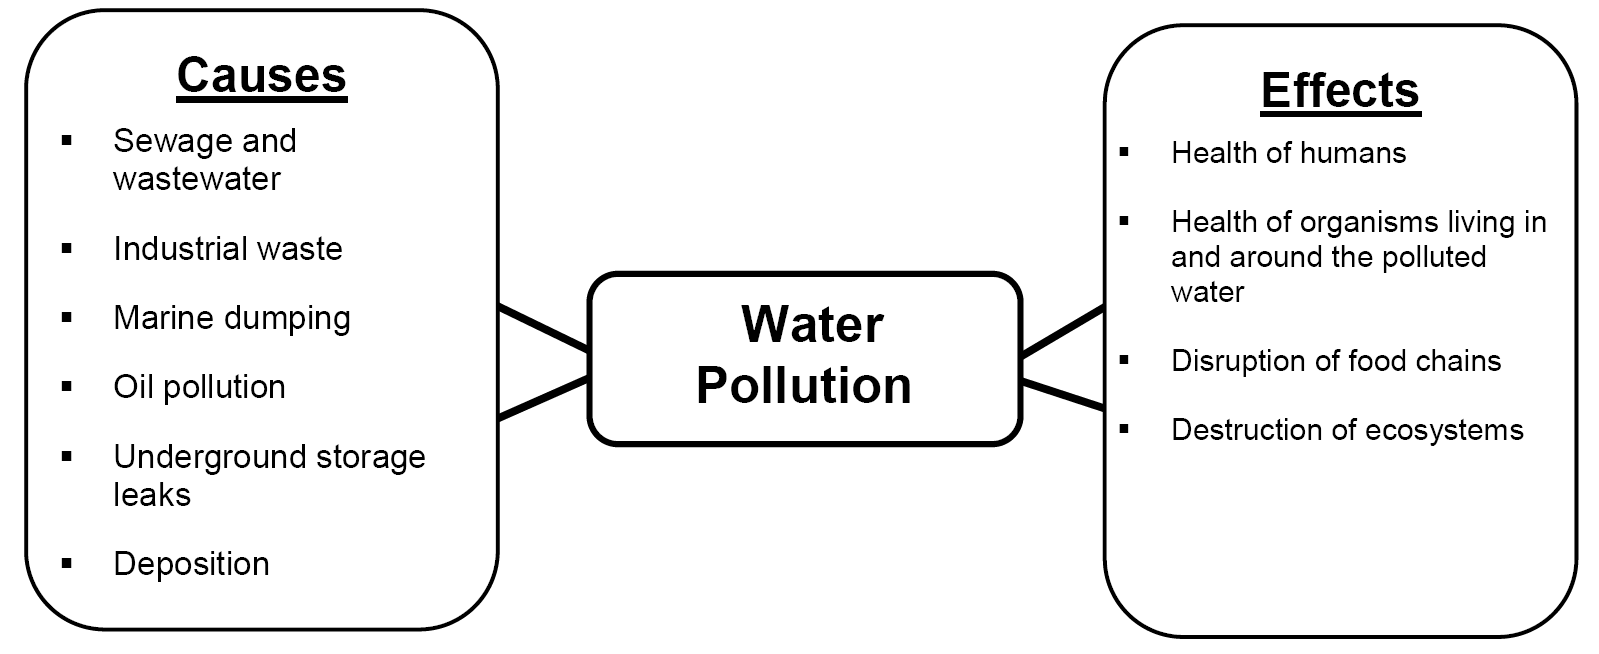 Causes
▪ Sewage and
wastewater
▪ Industrial waste
▪ Marine dumping
▪ Oil pollution
▪ Underground storage
leaks
▪ Deposition
Water
Pollution
Effects
▪ Health of humans
▪ Health of organisms living in
and around the polluted
water
▪ Disruption of food chains
▪ Destruction of ecosystems